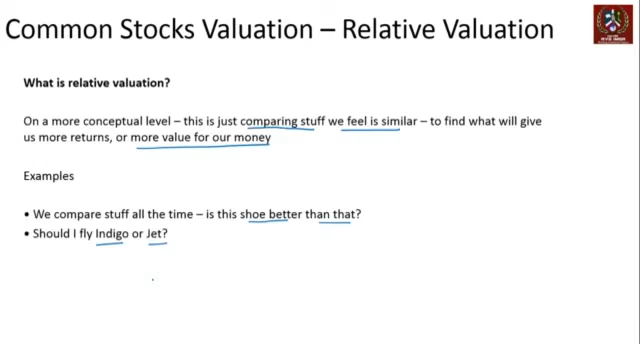 Common Stocks Valuation – Relative Valuation
What is relative valuation?
On a more conceptual level – this is just comparing stuff we feel is similar – to find what will give
us more returns, or more value for our money
Examples
• We compare stuff all the time – is this shoe better than that?
• Should I fly Indigo or Jet?